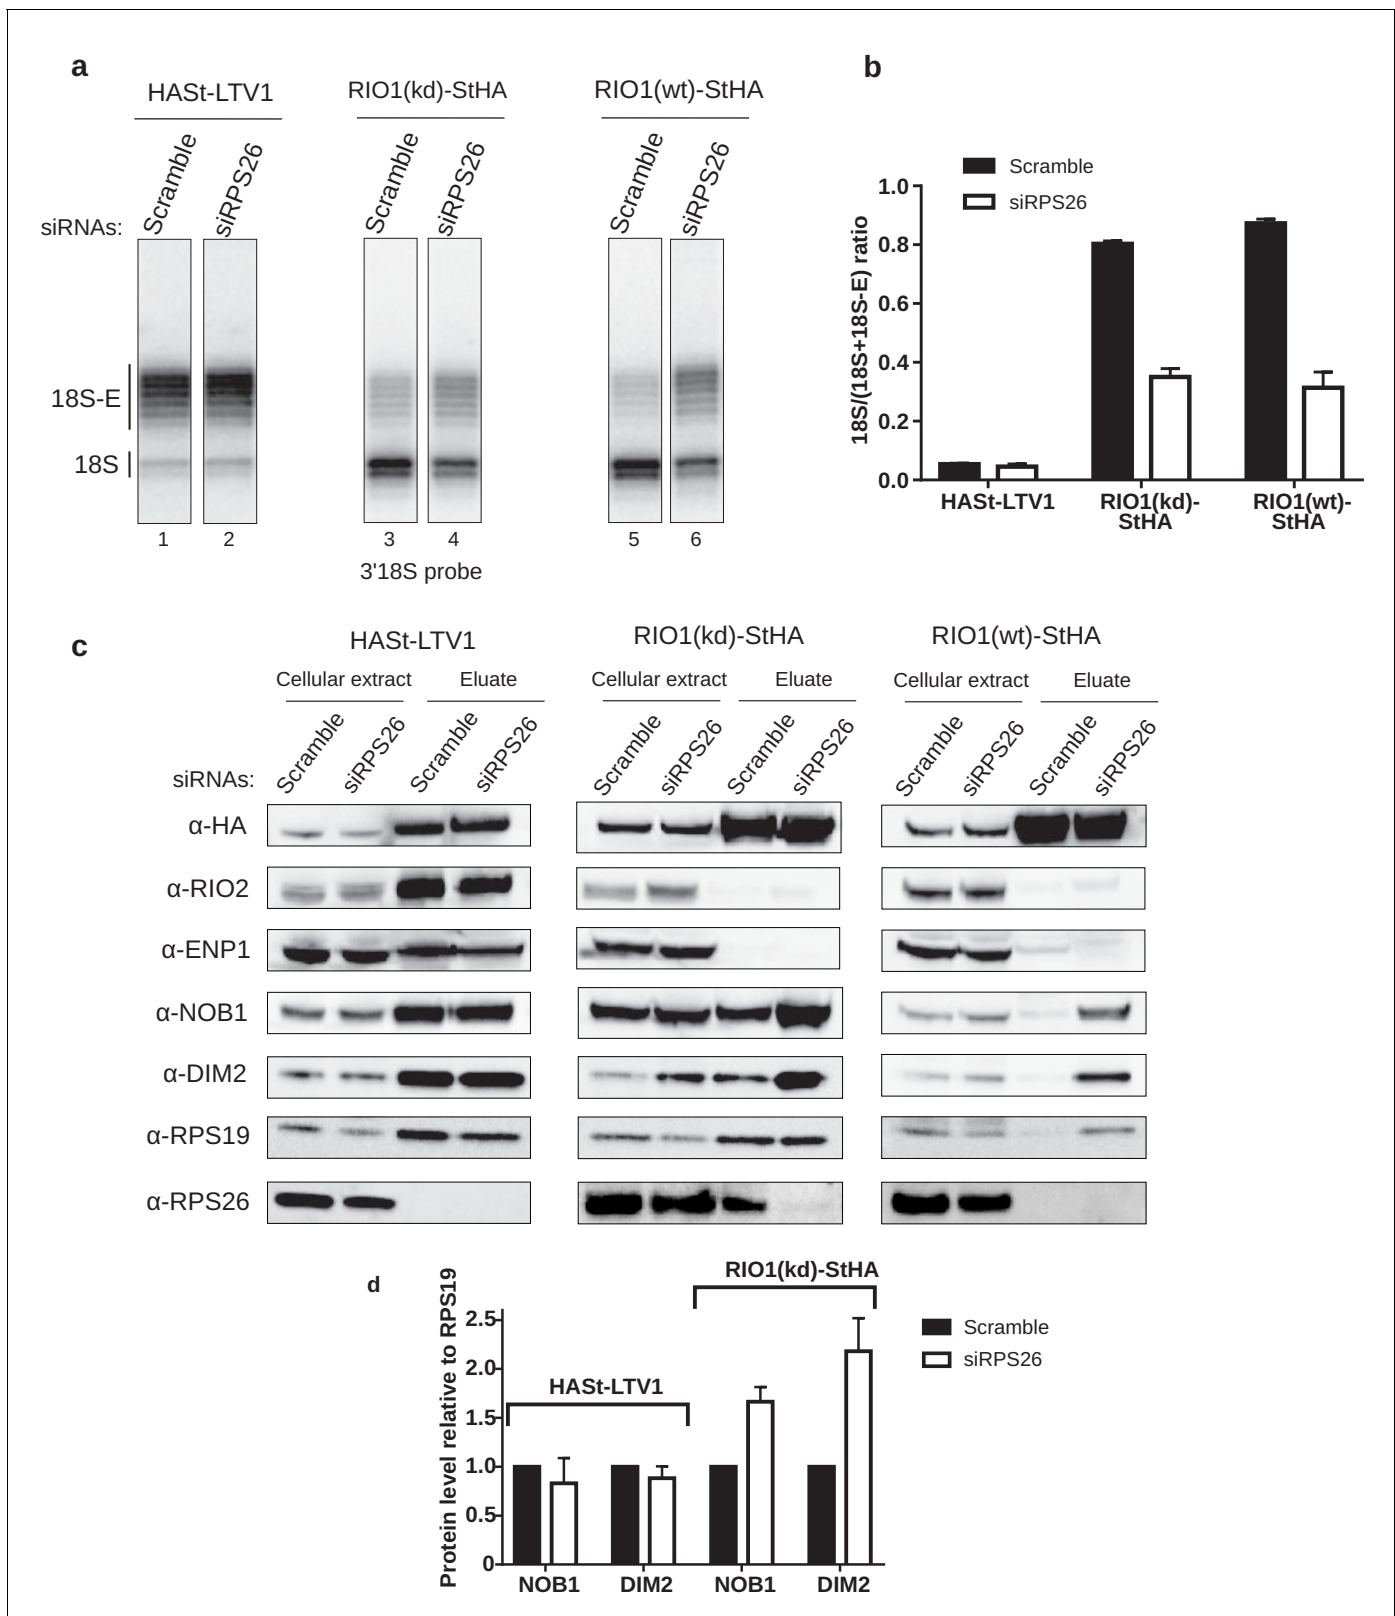 a
HASt-LTV1
RIO1(kd)-StHA
RIO1(wt)-StHA
siRNAs:
Scramble
siRPS26
Scramble
siRPS26
Scramble
siRPS26
18S-E
18S
1 2 3 4 5 6
3'18S probe
b
Scramble
siRPS26
18S/(18S+18S-E) ratio
1.0
0.8
0.6
0.4
0.2
0.0
HASt-LTV1
RIO1(kd)-
StHA
RIO1(wt)-
StHA
c
HASt-LTV1
RIO1(kd)-StHA
RIO1(wt)-StHA
Cellular extract Eluate
Cellular extract Eluate
Cellular extract Eluate
siRNAs:
Scramble
siRPS26
Scramble
siRPS26
Scramble
siRPS26
Scramble
siRPS26
Scramble
siRPS26
Scramble
siRPS26
α-HA
α-RIO2
α-ENP1
α-NOB1
α-DIM2
α-RPS19
α-RPS26
d
Protein level relative to RPS19
2.5
2.0
1.5
1.0
0.5
0
HASt-LTV1
RIO1(kd)-StHA
Scramble
siRPS26
NOB1 DIM2 NOB1 DIM2